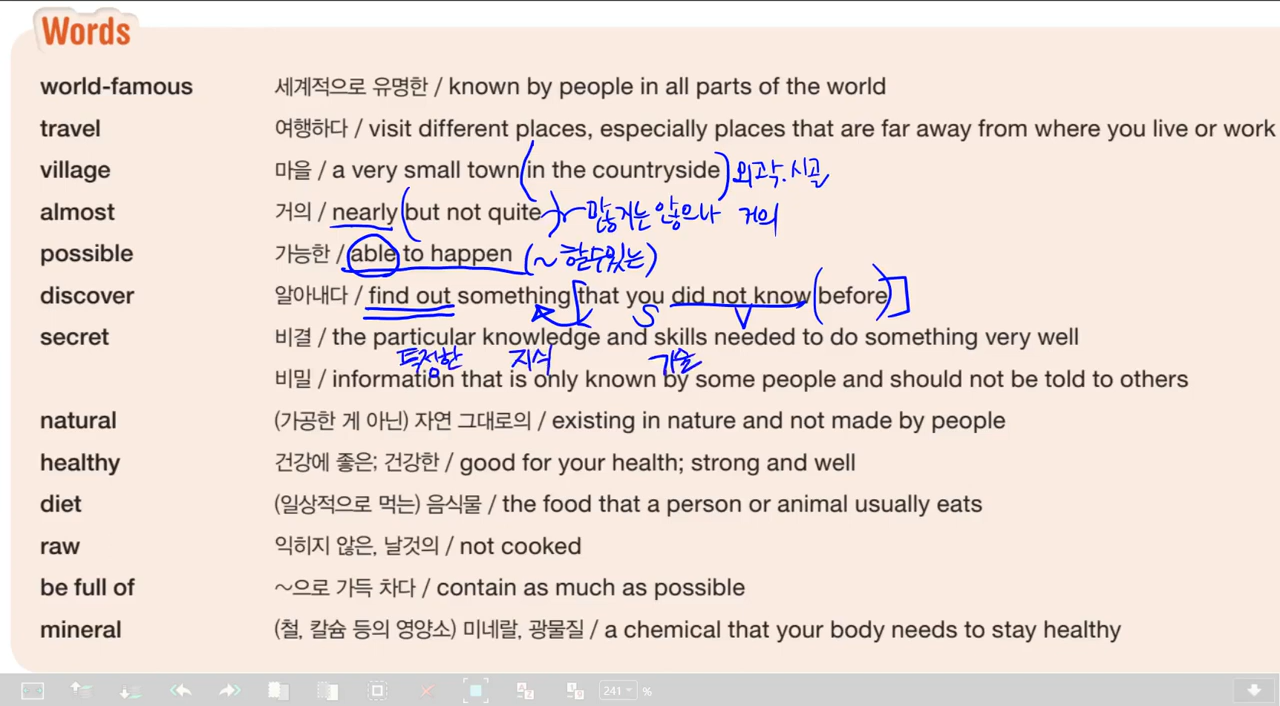 Words
world-famous 세계적으로 유명한 / known by people in all parts of the world
travel 여행하다 / visit different places, especially places that are far away from where you live or work
village 마을 / a very small town (in the countryside) 외곽. 시골
almost 거의 / nearly (but not quite) 많게는 않으나 거의
possible 가능한 / able to happen (~ 할수있는)
discover 알아내다 / find out something [that you did not know (before)]
S V
secret 비결 / the particular knowledge and skills needed to do something very well
특정한 지식 기술
비밀 / information that is only known by some people and should not be told to others
natural (가공한 게 아닌) 자연 그대로의 / existing in nature and not made by people
healthy 건강에 좋은; 건강한 / good for your health; strong and well
diet (일상적으로 먹는) 음식물 / the food that a person or animal usually eats
raw 익히지 않은, 날것의 / not cooked
be full of ~으로 가득 차다 / contain as much as possible
mineral (철, 칼슘 등의 영양소) 미네랄, 광물질 / a chemical that your body needs to stay healthy
241 %